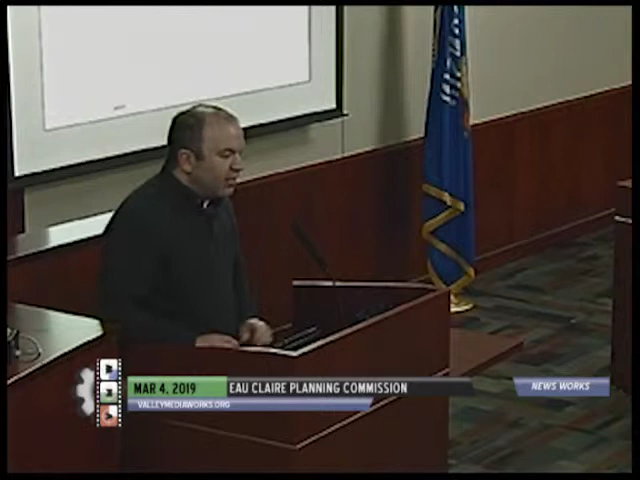 MAR 4, 2019
EAU CLAIRE PLANNING COMMISSION
NEWS WORKS
VALLEYMEDIAWORKS.ORG